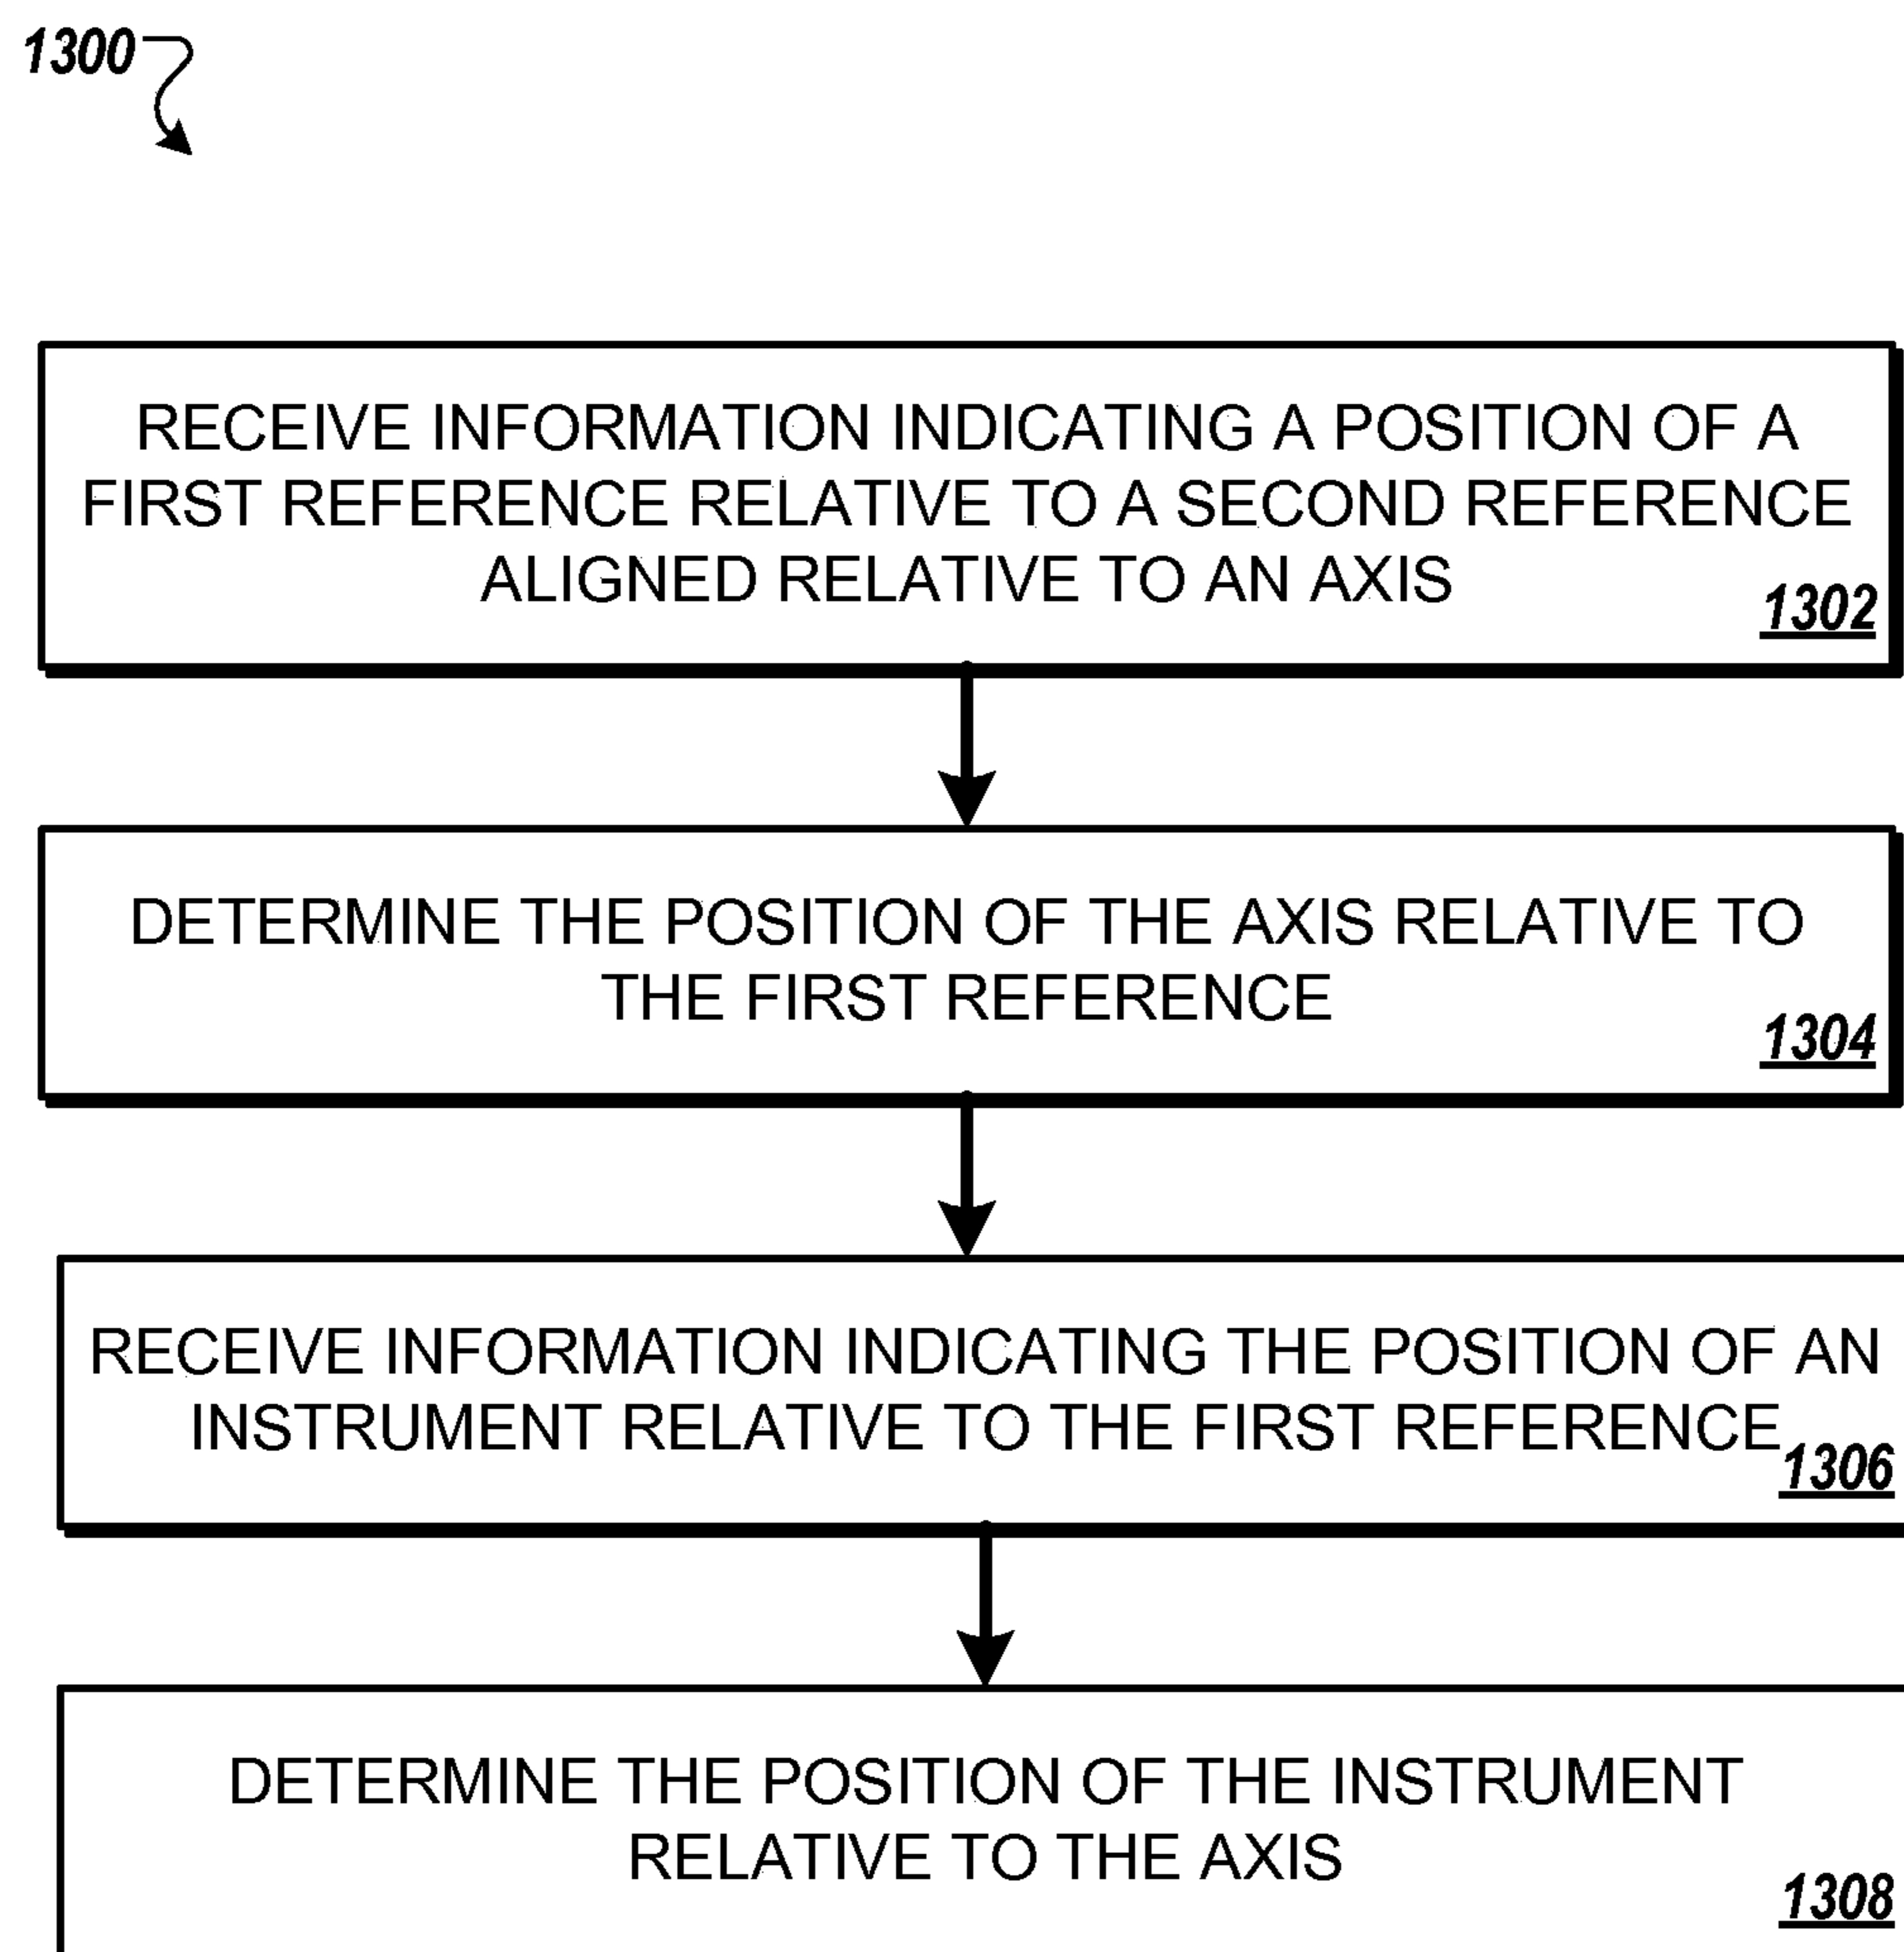 1300
RECEIVE INFORMATION INDICATING A POSITION OF A
FIRST REFERENCE RELATIVE TO A SECOND REFERENCE
ALIGNED RELATIVE TO AN AXIS
1302
DETERMINE THE POSITION OF THE AXIS RELATIVE TO
THE FIRST REFERENCE
1304
RECEIVE INFORMATION INDICATING THE POSITION OF AN
INSTRUMENT RELATIVE TO THE FIRST REFERENCE
1306
DETERMINE THE POSITION OF THE INSTRUMENT
RELATIVE TO THE AXIS
1308